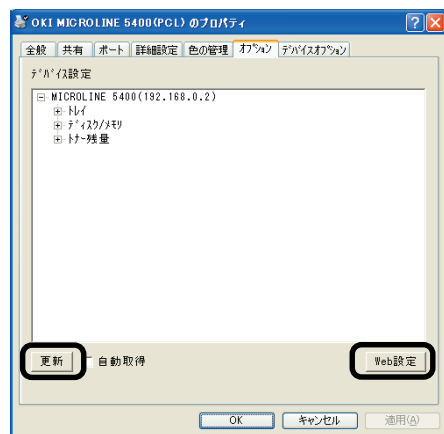 OKI MICROLINE 5400(PCL) のプロパティ
全般 共有 ポート 詳細設定 色の管理 ｵﾌﾟｼｮﾝ ﾃﾞﾊﾞｲｽｵﾌﾟｼｮﾝ
ﾃﾞﾊﾞｲｽ設定
MICROLINE 5400(192.168.0.2)
ﾄﾚｲ
ﾃﾞｨｽｸ/ﾒﾓﾘ
ﾄﾅｰ残量
更新 自動取得 Web設定
OK キャンセル 適用(A)